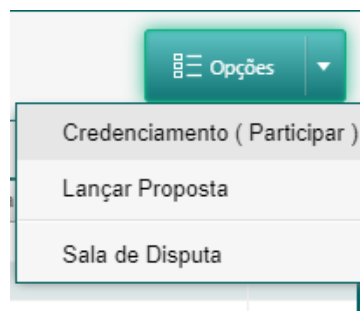 Opções
Credenciamento ( Participar )
Lançar Proposta
Sala de Disputa